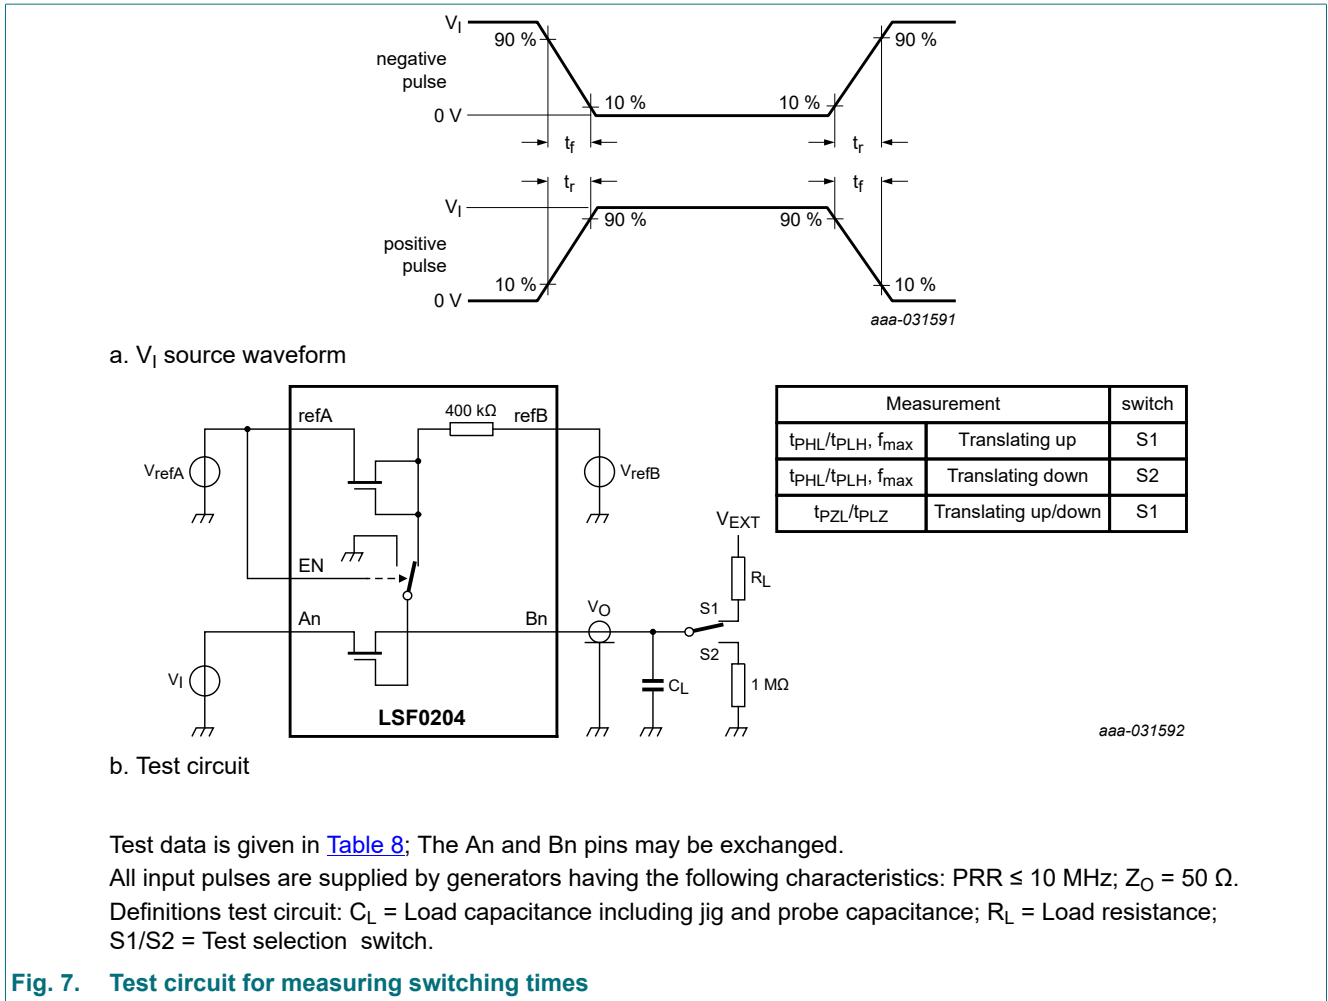 VI
90 %
90 %
negative
pulse
10 %
10 %
0 V
tf
tr
tr
tf
VI
90 %
90 %
positive
pulse
10 %
10 %
0 V
aaa-031591
a. VI source waveform
refA
400 kΩ
refB
VrefA
VrefB
EN
An
Bn
VI
LSF0204
VO
CL
VEXT
RL
S1
S2
1 MΩ
Measurement switch
tPHL/tPLH, fmax Translating up S1
tPHL/tPLH, fmax Translating down S2
tPZL/tPLZ Translating up/down S1
aaa-031592
b. Test circuit
Test data is given in Table 8; The An and Bn pins may be exchanged.
All input pulses are supplied by generators having the following characteristics: PRR ≤ 10 MHz; ZO = 50 Ω.
Definitions test circuit: CL = Load capacitance including jig and probe capacitance; RL = Load resistance;
S1/S2 = Test selection switch.
Fig. 7. Test circuit for measuring switching times